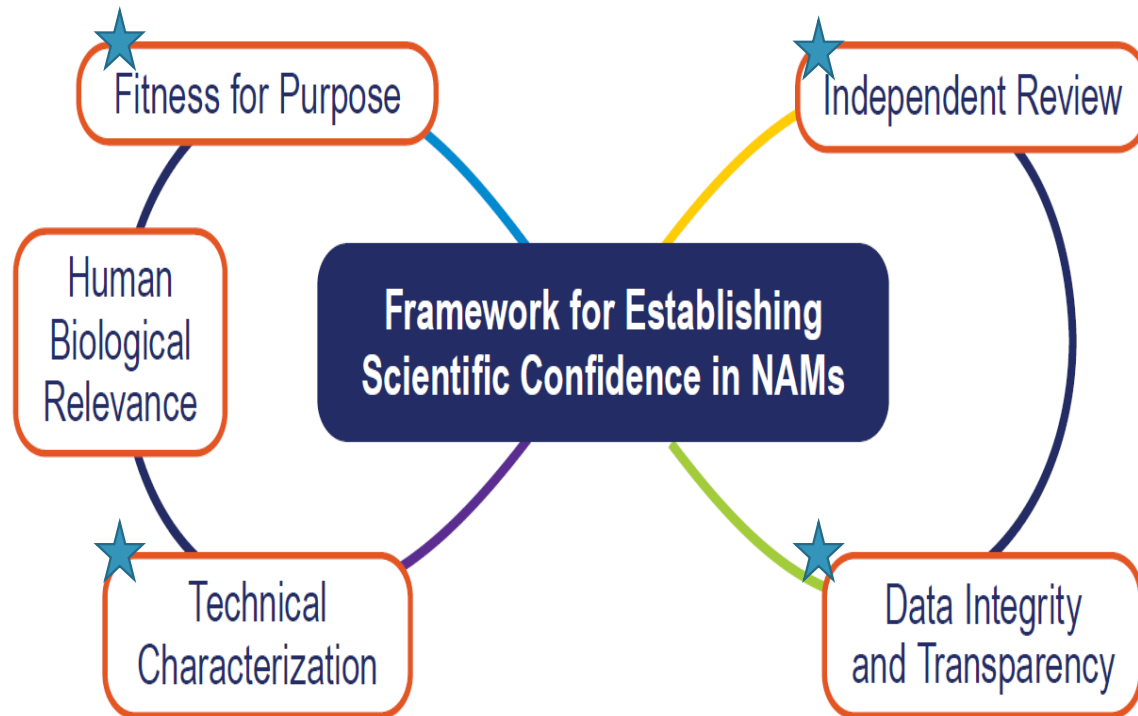 Fitness for Purpose
Independent Review
Human
Biological
Relevance
Framework for Establishing
Scientific Confidence in NAMs
Technical
Characterization
Data Integrity
and Transparency